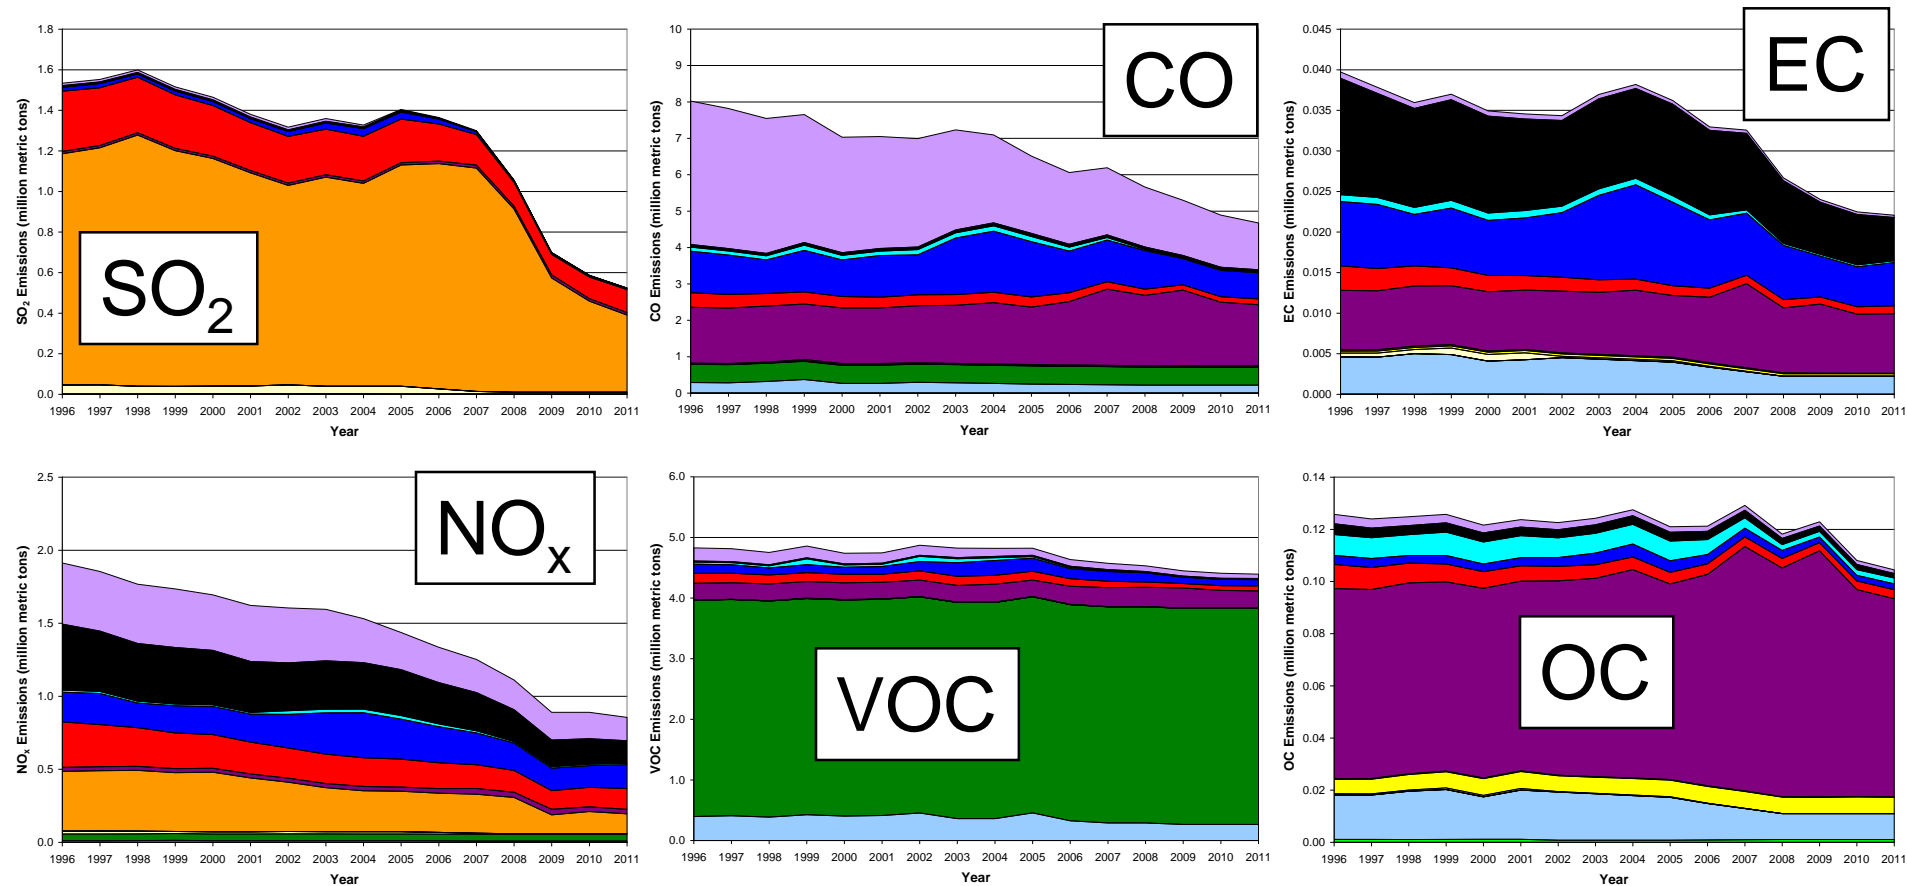 SO2
SO2 Emissions (million metric tons)
1.8
1.6
1.4
1.2
1.0
0.8
0.6
0.4
0.2
0.0
1996 1997 1998 1999 2000 2001 2002 2003 2004 2005 2006 2007 2008 2009 2010 2011
Year
CO
CO Emissions (million metric tons)
10
9
8
7
6
5
4
3
2
1
0
1996 1997 1998 1999 2000 2001 2002 2003 2004 2005 2006 2007 2008 2009 2010 2011
Year
EC
EC Emissions (million metric tons)
0.045
0.040
0.035
0.030
0.025
0.020
0.015
0.010
0.005
0.000
1996 1997 1998 1999 2000 2001 2002 2003 2004 2005 2006 2007 2008 2009 2010 2011
Year
NOx
NOx Emissions (million metric tons)
2.5
2.0
1.5
1.0
0.5
0.0
1996 1997 1998 1999 2000 2001 2002 2003 2004 2005 2006 2007 2008 2009 2010 2011
Year
VOC
VOC Emissions (million metric tons)
6.0
5.0
4.0
3.0
2.0
1.0
0.0
1996 1997 1998 1999 2000 2001 2002 2003 2004 2005 2006 2007 2008 2009 2010 2011
Year
OC
OC Emissions (million metric tons)
0.14
0.12
0.10
0.08
0.06
0.04
0.02
0.00
1996 1997 1998 1999 2000 2001 2002 2003 2004 2005 2006 2007 2008 2009 2010 2011
Year